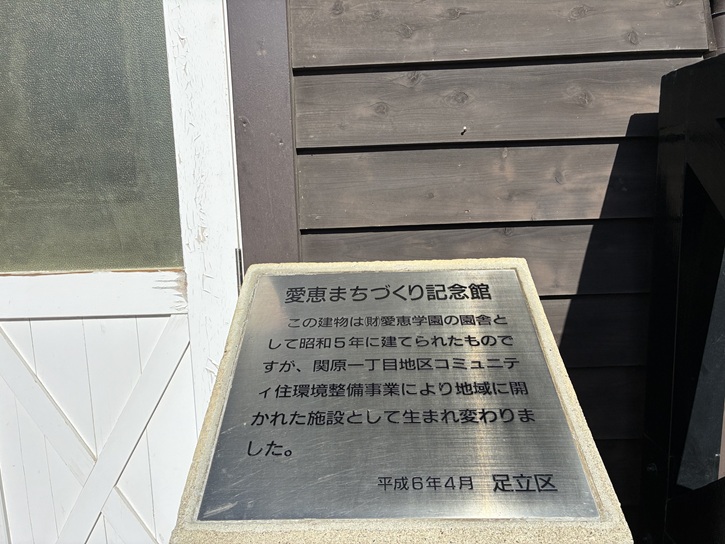 愛恵まちづくり記念館
この建物は㈶愛恵学園の園舎と
して昭和5年に建てられたもので
すが、関原一丁目地区コミュニテ
ィ住環境整備事業により地域に開
かれた施設として生まれ変わりま
した。
平成6年4月 足立区